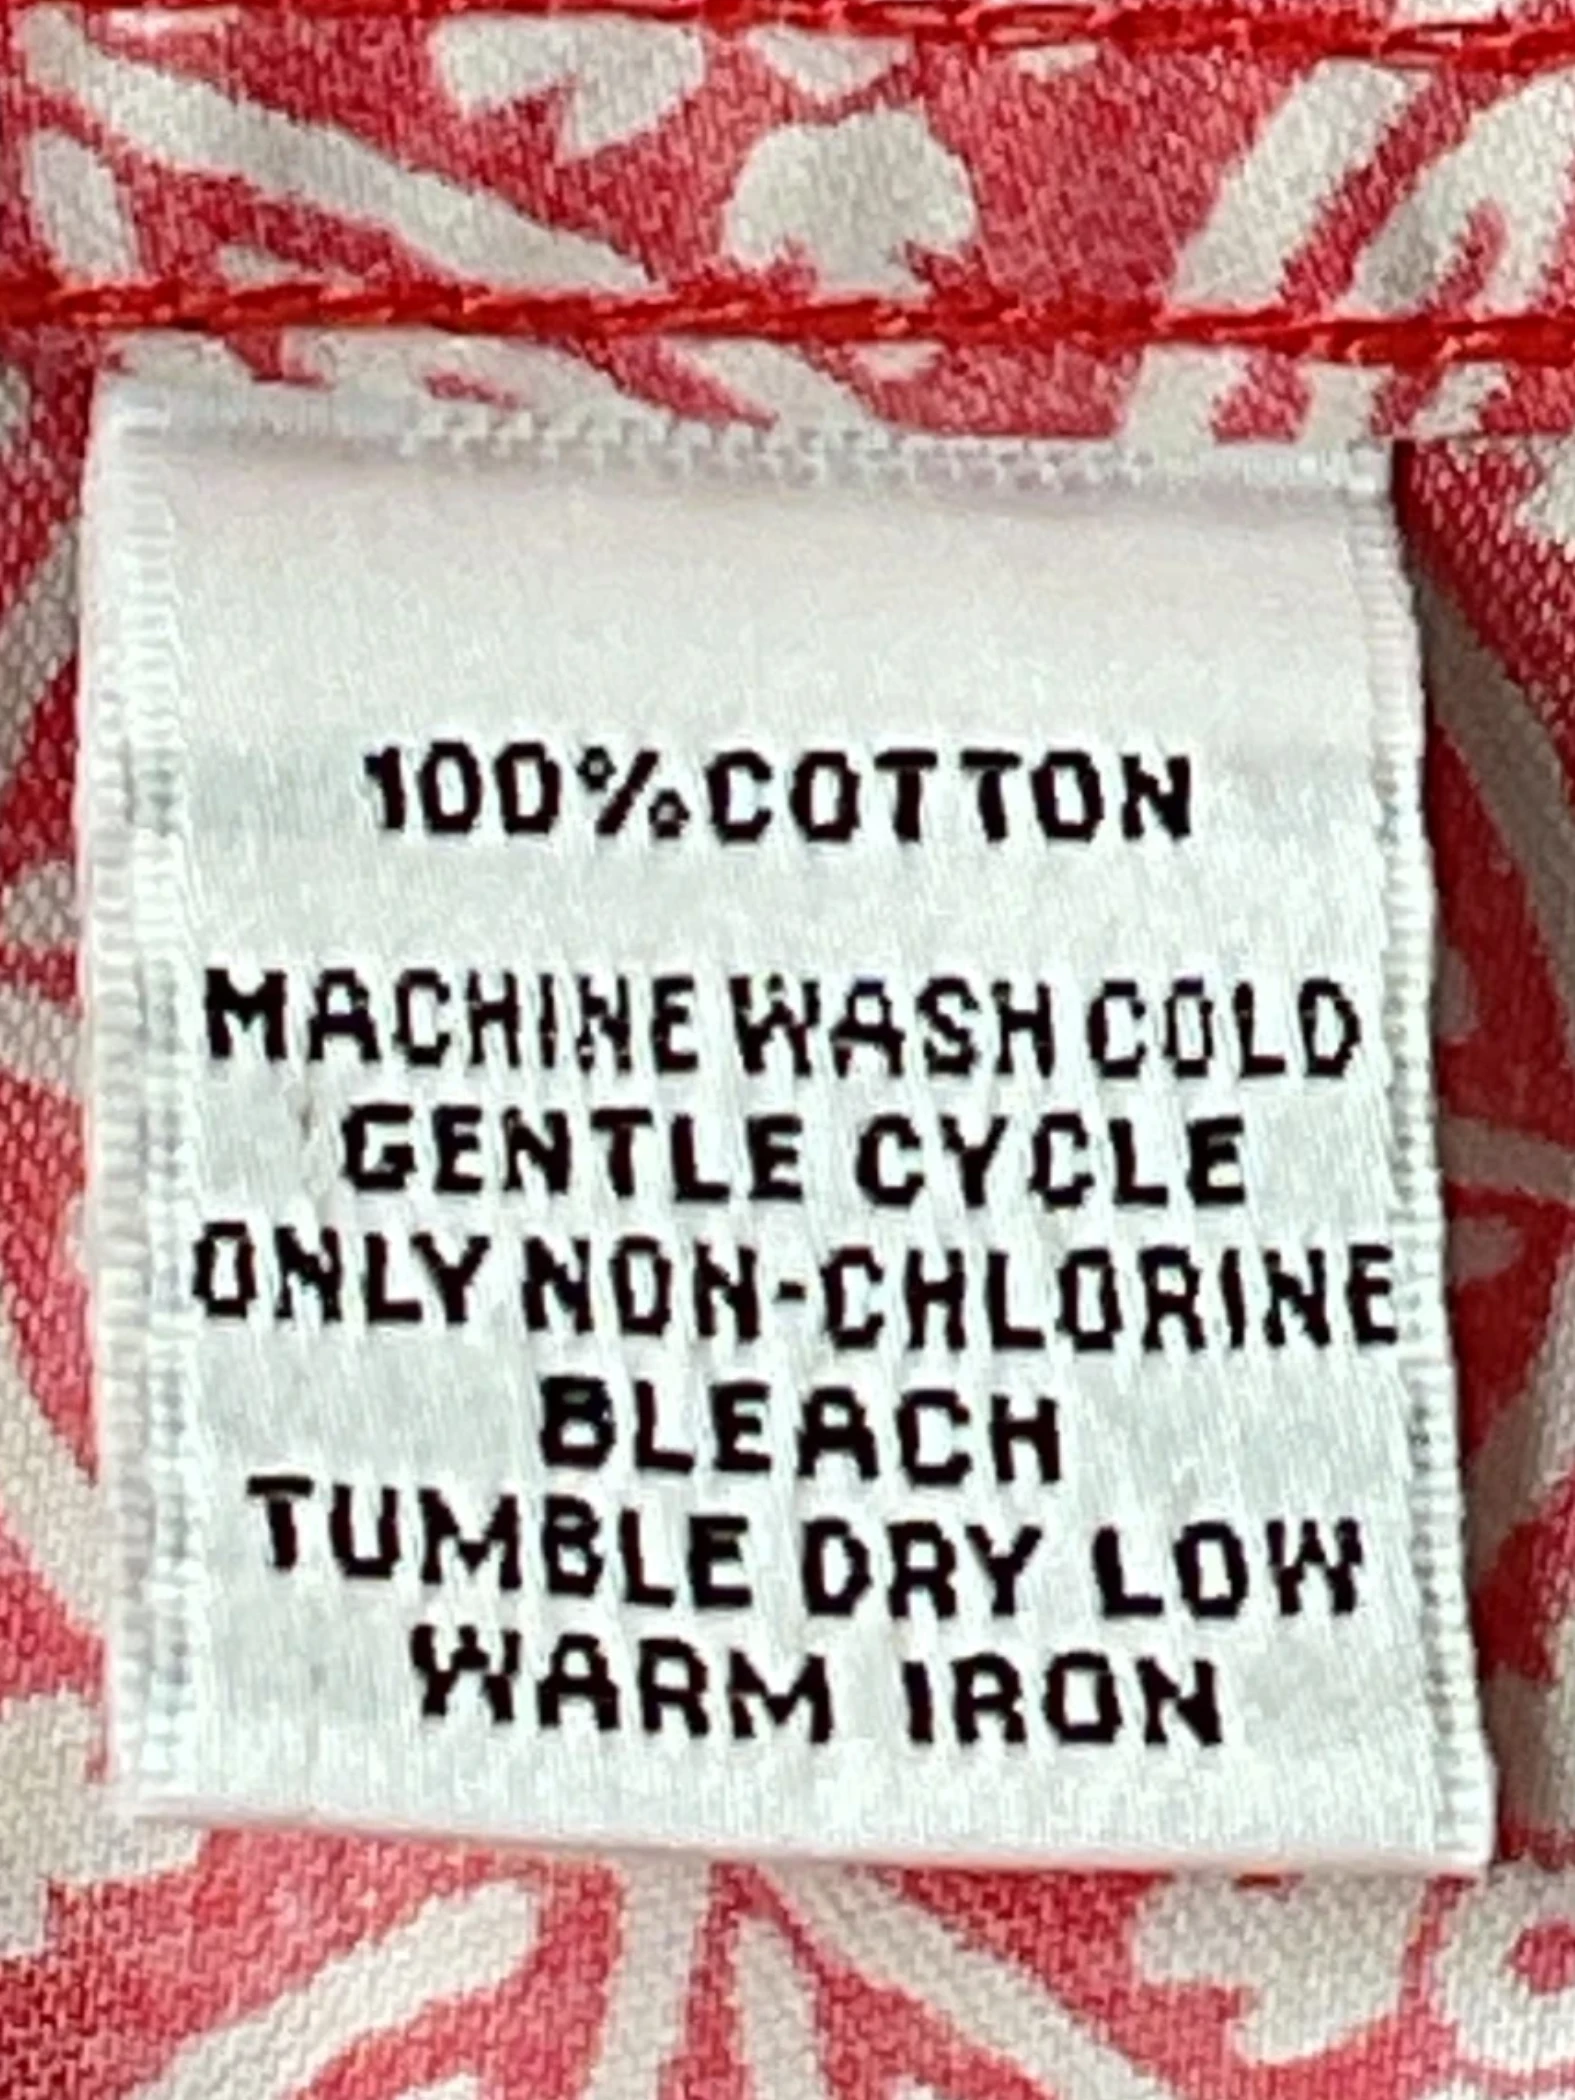 100% COTTON
MACHINE WASH COLD
GENTLE CYCLE
ONLY NON-CHLORINE
BLEACH
TUMBLE DRY LOW
WARM IRON